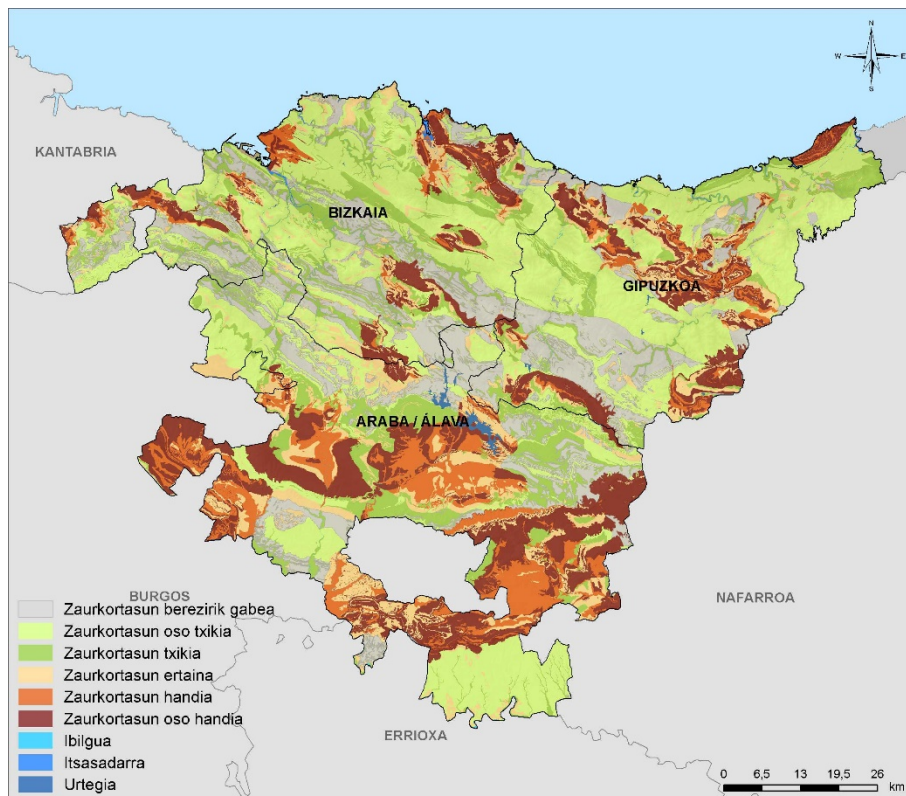 N
W E
S
KANTABRIA
BIZKAIA
GIPUZKOA
ARABA / ÁLAVA
BURGOS
NAFARROA
Zaurkortasun berezirik gabea
Zaurkortasun oso txikia
Zaurkortasun txikia
Zaurkortasun ertaina
Zaurkortasun handia
Zaurkortasun oso handia
Ibilgua
Itsasadarra
Urtegia
ERRIOXA
0 6,5 13 19,5 26
km